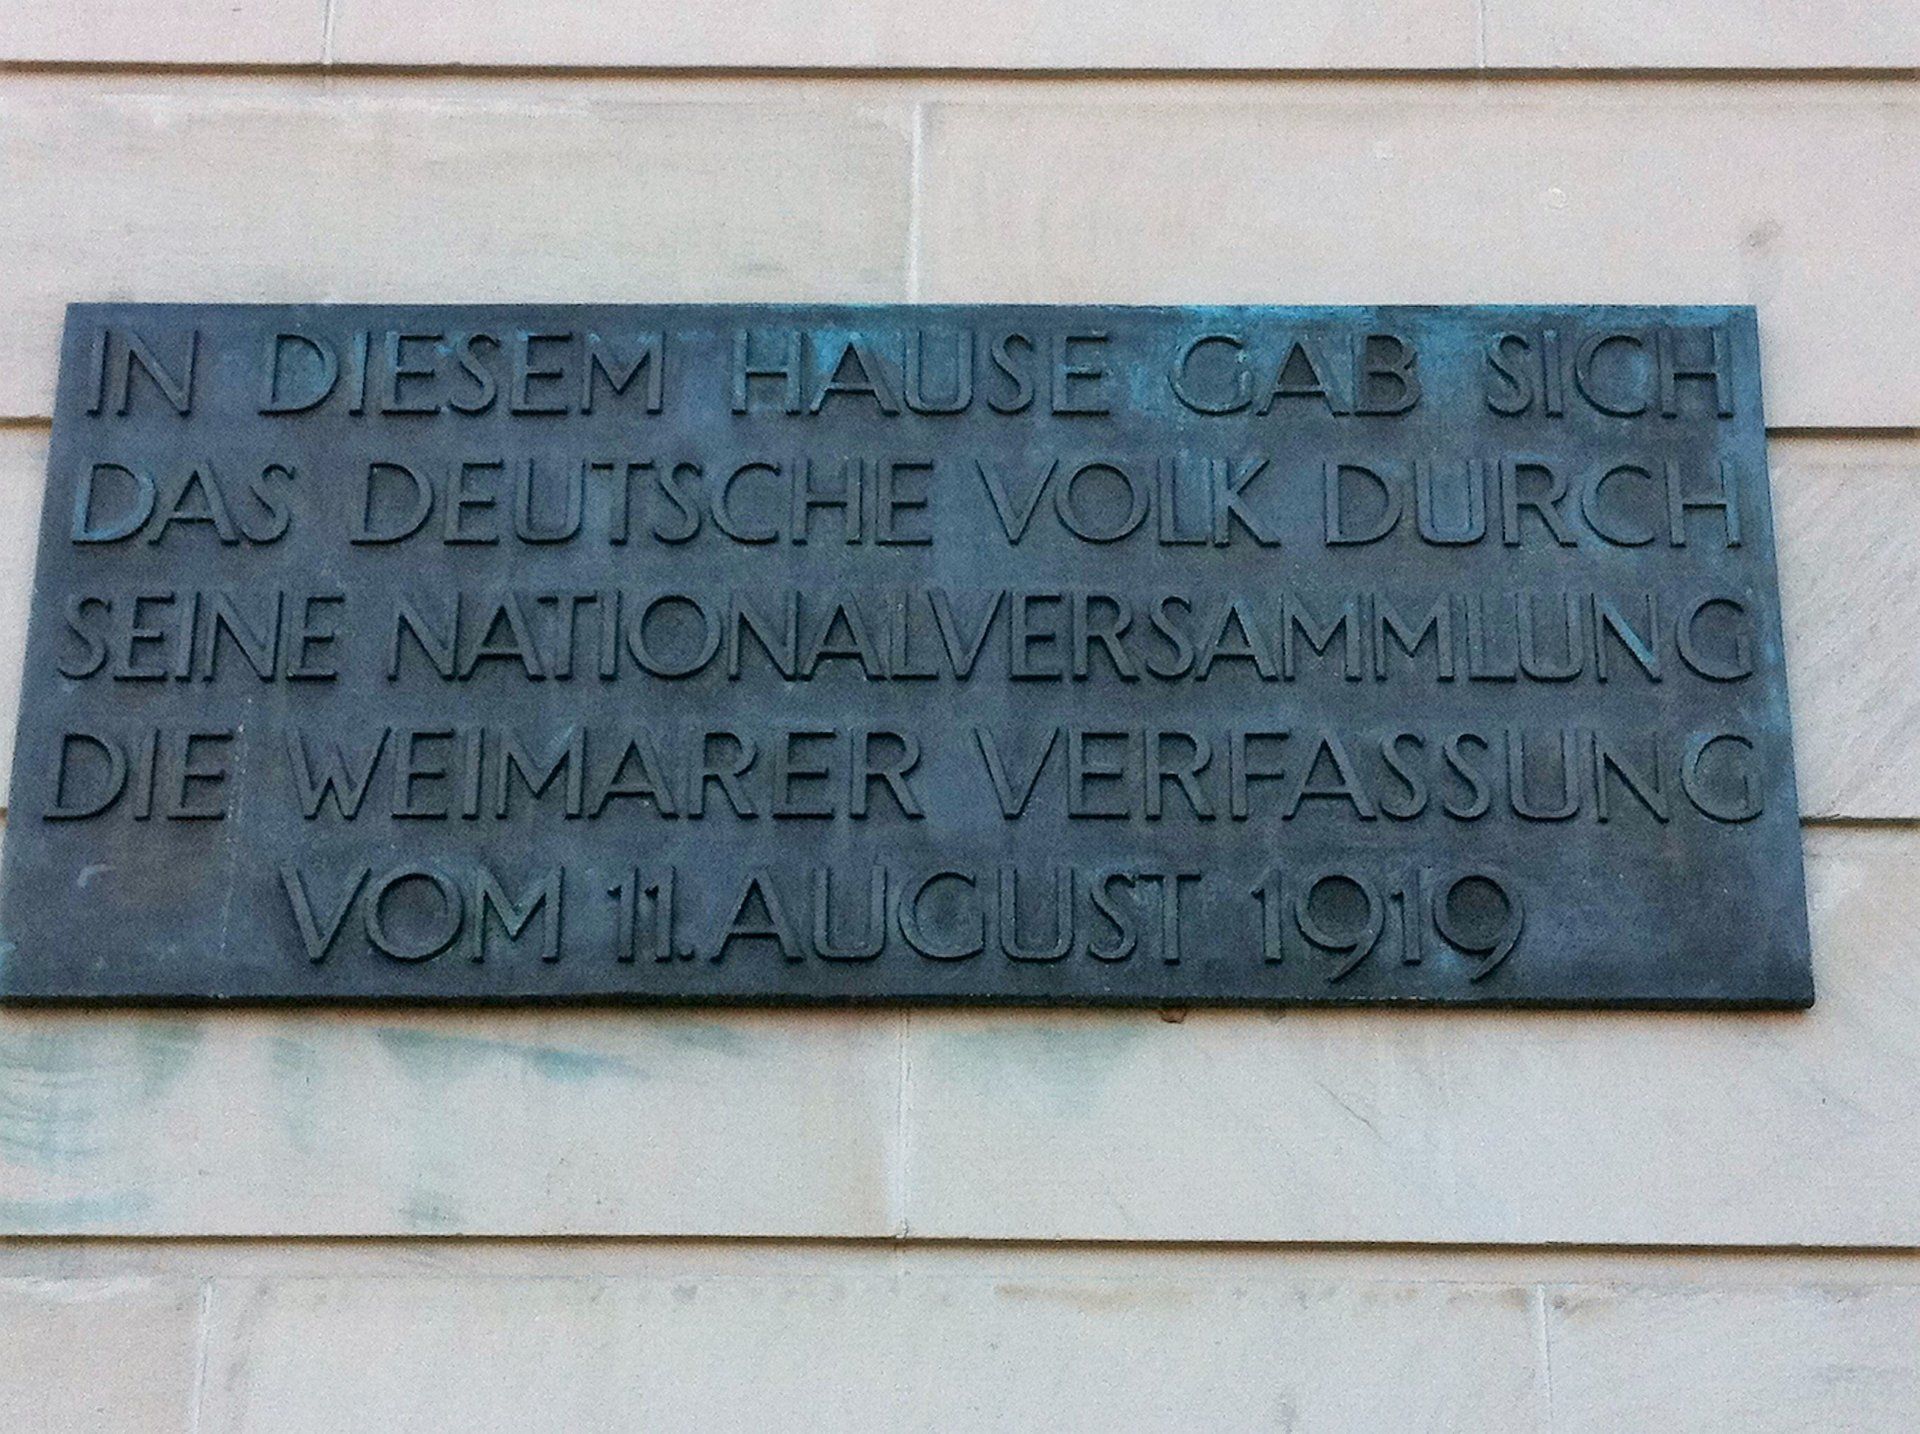 IN DIESEM HAUSE GAB SICH
DAS DEUTSCHE VOLK DURCH
SEINE NATIONALVERSAMMLUNG
DIE WEIMARER VERFASSUNG
VOM 11. AUGUST 1919